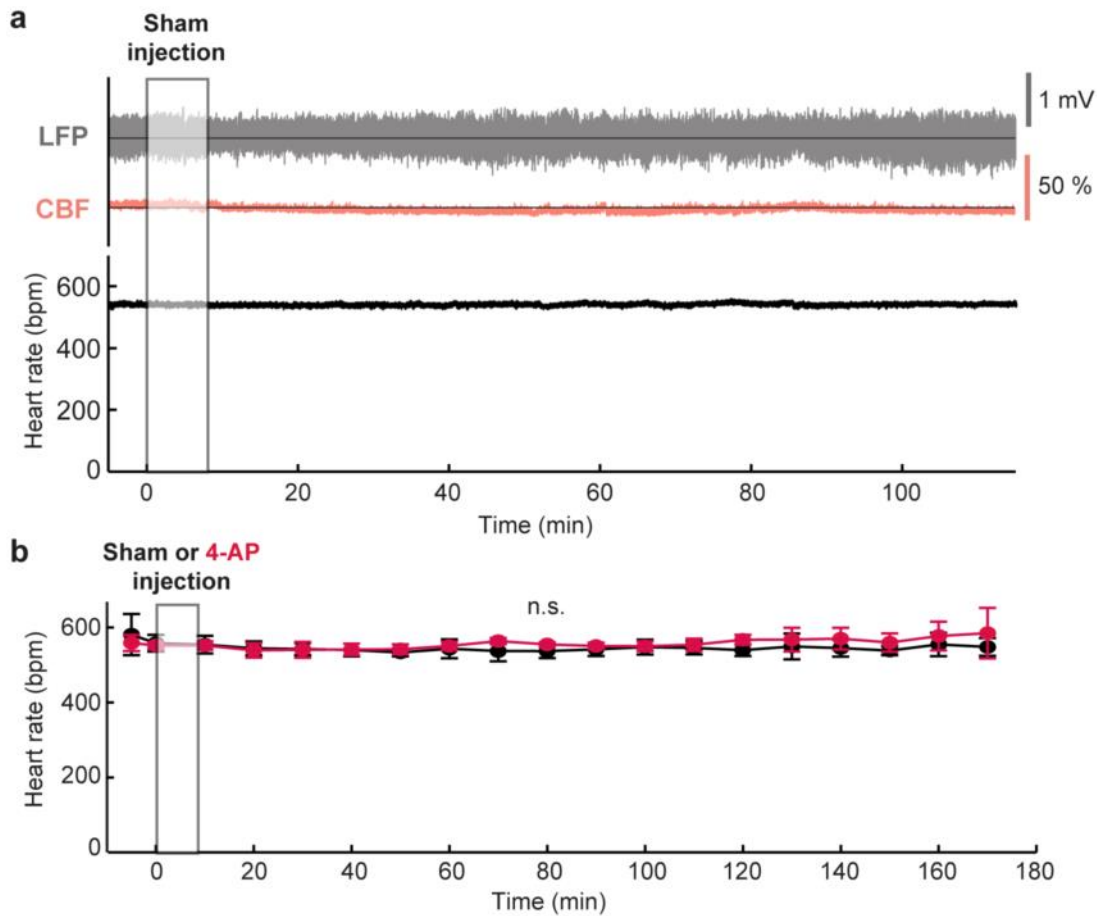 a
Sham
injection
LFP
1 mV
CBF
50 %
Heart rate (bpm)
600
400
200
0
0 20 40 60 80 100
Time (min)
b
Sham or 4-AP
injection
n.s.
Heart rate (bpm)
600
400
200
0
0 20 40 60 80 100 120 140 160 180
Time (min)